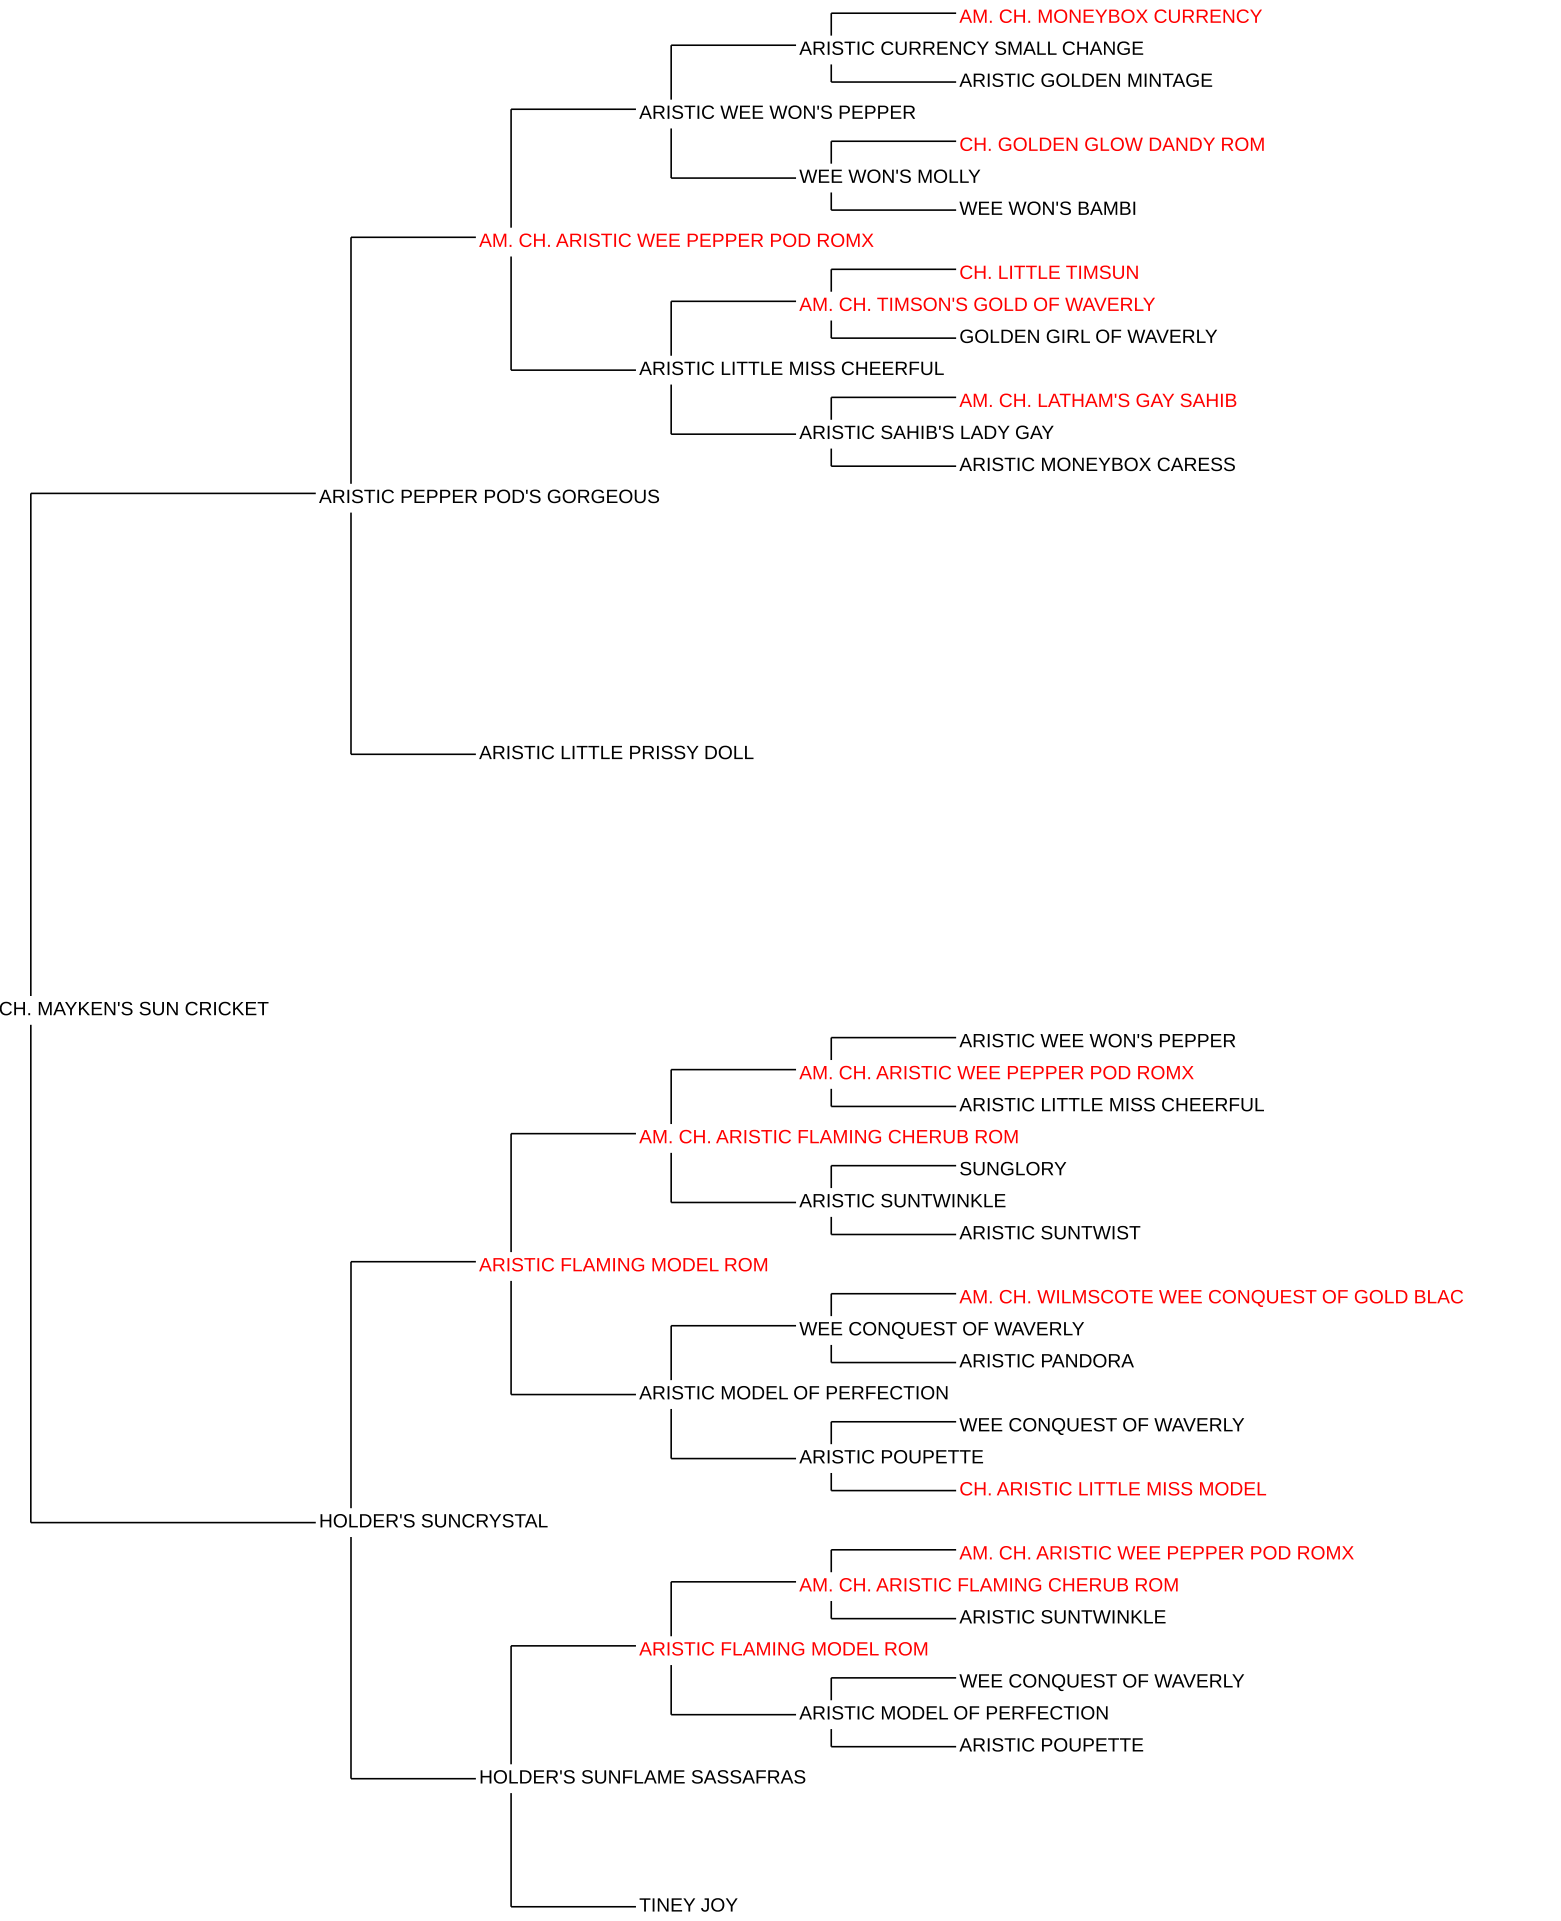 AM. CH. MONEYBOX CURRENCY
ARISTIC CURRENCY SMALL CHANGE
ARISTIC GOLDEN MINTAGE
ARISTIC WEE WON'S PEPPER
CH. GOLDEN GLOW DANDY ROM
WEE WON'S MOLLY
WEE WON'S BAMBI
AM. CH. ARISTIC WEE PEPPER POD ROMX
CH. LITTLE TIMSUN
AM. CH. TIMSON'S GOLD OF WAVERLY
GOLDEN GIRL OF WAVERLY
ARISTIC LITTLE MISS CHEERFUL
AM. CH. LATHAM'S GAY SAHIB
ARISTIC SAHIB'S LADY GAY
ARISTIC MONEYBOX CARESS
ARISTIC PEPPER POD'S GORGEOUS
ARISTIC LITTLE PRISSY DOLL
CH. MAYKEN'S SUN CRICKET
ARISTIC WEE WON'S PEPPER
AM. CH. ARISTIC WEE PEPPER POD ROMX
ARISTIC LITTLE MISS CHEERFUL
AM. CH. ARISTIC FLAMING CHERUB ROM
SUNGLORY
ARISTIC SUNTWINKLE
ARISTIC SUNTWIST
ARISTIC FLAMING MODEL ROM
AM. CH. WILMSCOTE WEE CONQUEST OF GOLD BLAC
WEE CONQUEST OF WAVERLY
ARISTIC PANDORA
ARISTIC MODEL OF PERFECTION
WEE CONQUEST OF WAVERLY
ARISTIC POUPETTE
CH. ARISTIC LITTLE MISS MODEL
HOLDER'S SUNCRYSTAL
AM. CH. ARISTIC WEE PEPPER POD ROMX
AM. CH. ARISTIC FLAMING CHERUB ROM
ARISTIC SUNTWINKLE
ARISTIC FLAMING MODEL ROM
WEE CONQUEST OF WAVERLY
ARISTIC MODEL OF PERFECTION
ARISTIC POUPETTE
HOLDER'S SUNFLAME SASSAFRAS
TINEY JOY